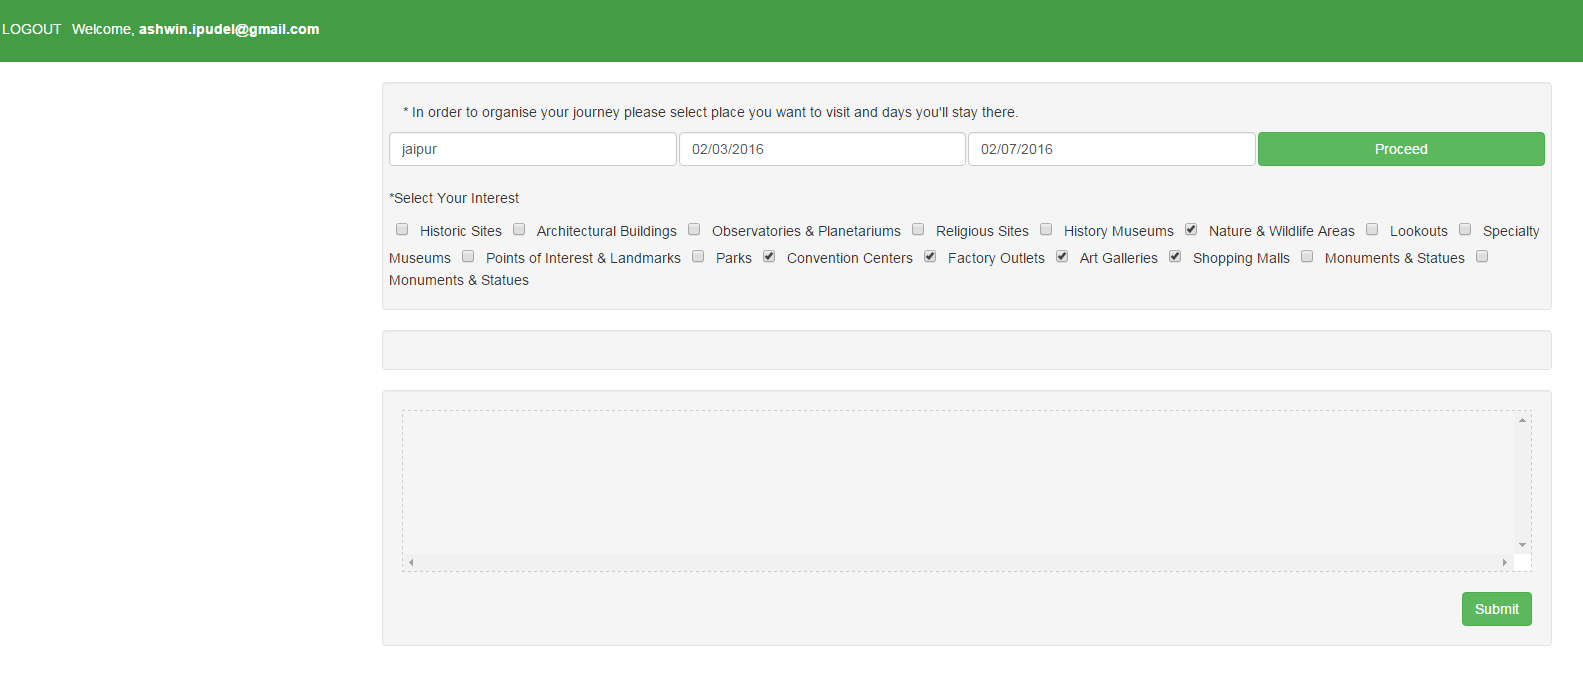 LOGOUT Welcome, ashwin.ipudel@gmail.com
* In order to organise your journey please select place you want to visit and days you'll stay there.
jaipur 02/03/2016 02/07/2016 Proceed
*Select Your Interest
Historic Sites Architectural Buildings Observatories & Planetariums Religious Sites History Museums Nature & Wildlife Areas Lookouts Specialty
Museums Points of Interest & Landmarks Parks Convention Centers Factory Outlets Art Galleries Shopping Malls Monuments & Statues
Monuments & Statues
Submit